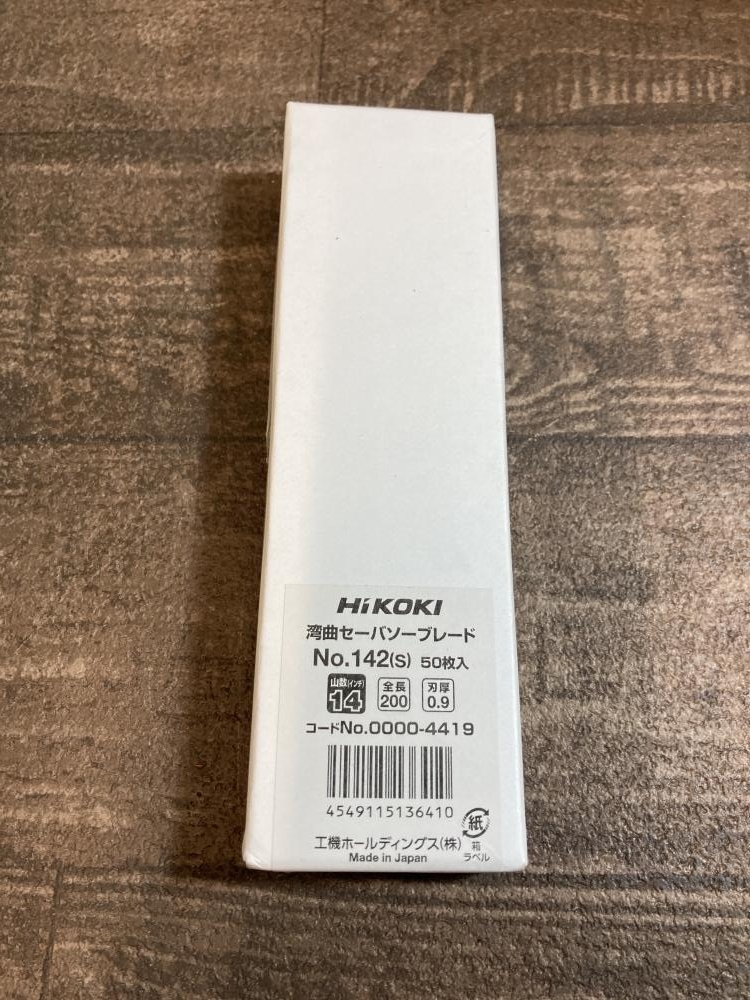 HiKOKI
湾曲セーバソーブレード
No.142(S) 50枚入
山数(インチ) 14 全長 200 刃厚 0.9
コードNo.0000-4419
4549115136410
紙
箱
ラベル
工機ホールディングス(株)
Made in Japan